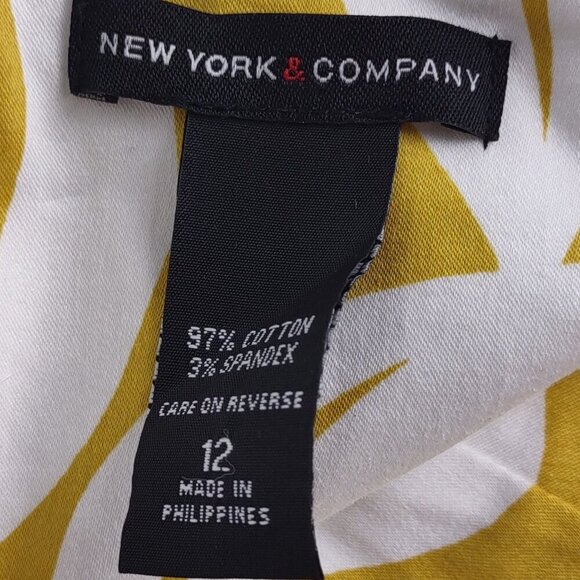 NEW YORK & COMPANY
97% COTTON
3% SPANDEX
CARE ON REVERSE
12
MADE IN
PHILIPPINES